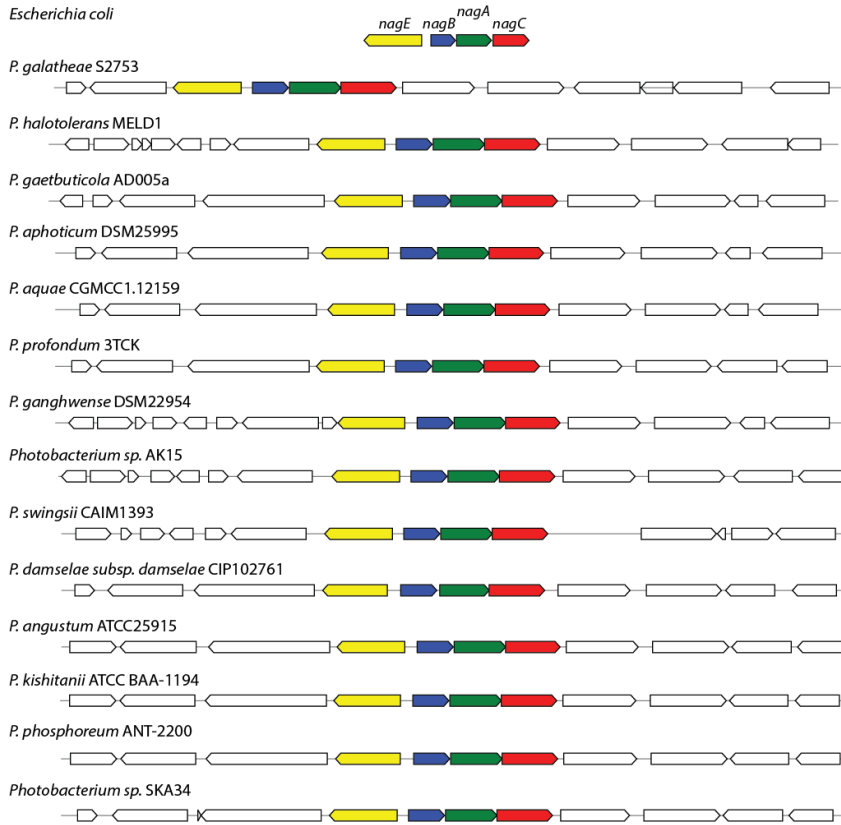 Escherichia coli
nagE nagB nagA nagC
P. galatheae S2753
P. halotolerans MELD1
P. gaetbuticola AD005a
P. aphoticum DSM25995
P. aquae CGMCC1.12159
P. profondum 3TCK
P. ganghwense DSM22954
Photobacterium sp. AK15
P. swingsii CAIM1393
P. damselae subsp. damselae CIP102761
P. angustum ATCC25915
P. kishitanii ATCC BAA-1194
P. phosphoreum ANT-2200
Photobacterium sp. SKA34